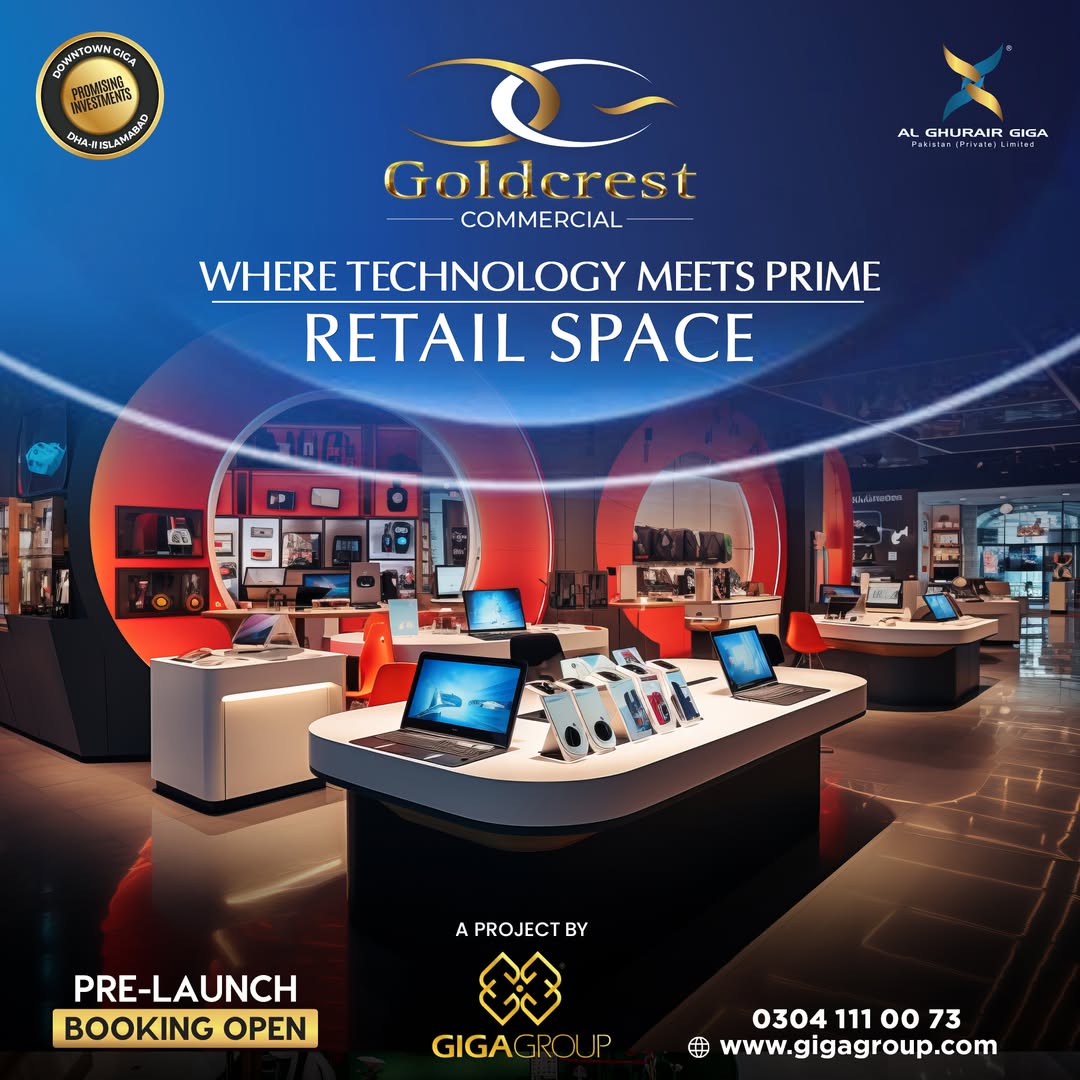 DOWNTOWN GIGA
PROMISING
INVESTMENTS
DHA-II ISLAMABAD
Goldcrest
COMMERCIAL
AL GHURAIR GIGA
Pakistan (Private) Limited
WHERE TECHNOLOGY MEETS PRIME
RETAIL SPACE
A PROJECT BY
GIGAGROUP
PRE-LAUNCH
BOOKING OPEN
0304 111 00 73
www.gigagroup.com